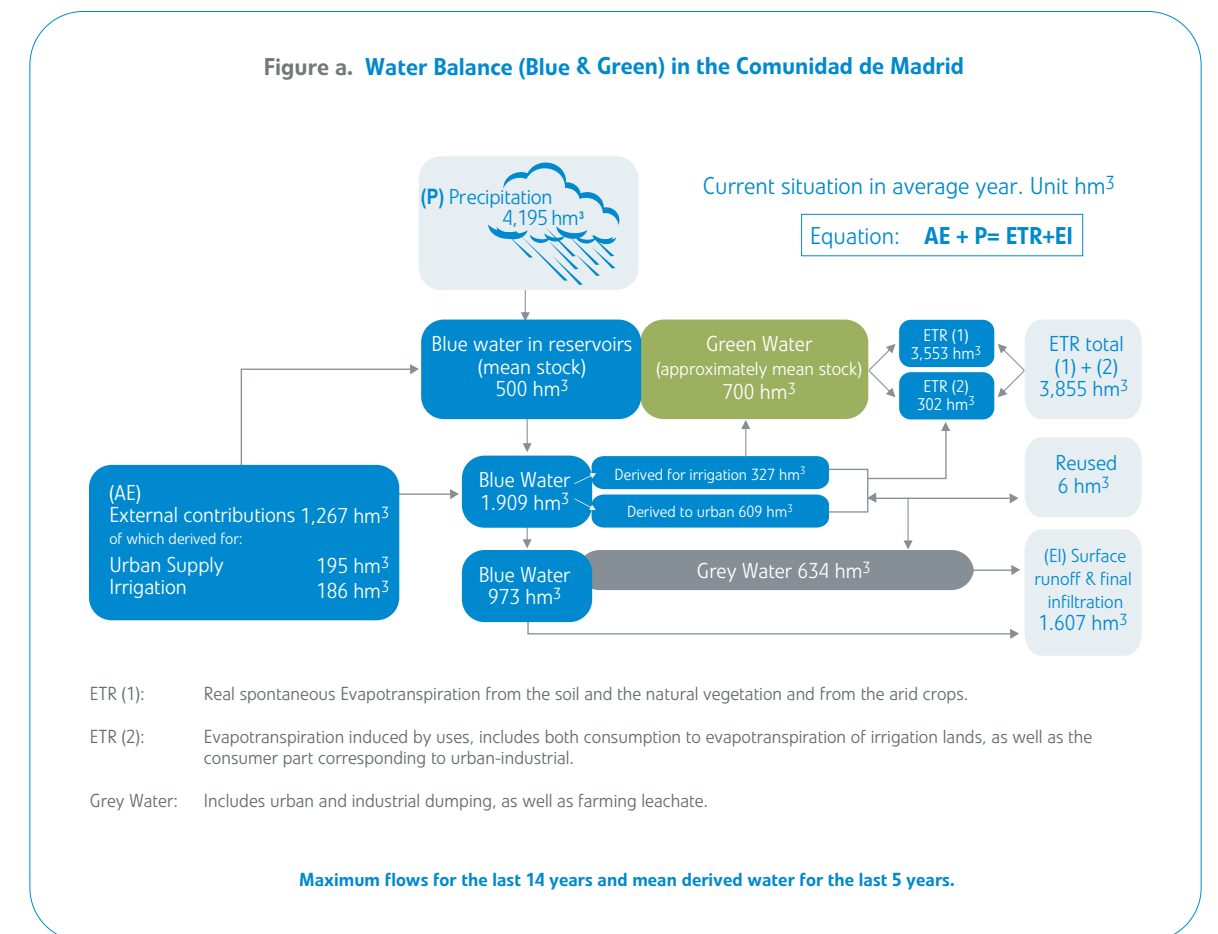 Figure a. Water Balance (Blue & Green) in the Comunidad de Madrid
(P) Precipitation
4,195 hm³
Current situation in average year. Unit hm³
Equation: AE + P= ETR+EI
Blue water in reservoirs
(mean stock)
500 hm³
Green Water
(approximately mean stock)
700 hm³
ETR (1)
3,553 hm³
ETR (2)
302 hm³
ETR total
(1) + (2)
3,855 hm³
(AE)
External contributions 1,267 hm³
of which derived for:
Urban Supply 195 hm³
Irrigation 186 hm³
Blue Water
1.909 hm³
Derived for irrigation 327 hm³
Derived to urban 609 hm³
Reused
6 hm³
Blue Water
973 hm³
Grey Water 634 hm³
(EI) Surface
runoff & final
infiltration
1.607 hm³
ETR (1): Real spontaneous Evapotranspiration from the soil and the natural vegetation and from the arid crops.
ETR (2): Evapotranspiration induced by uses, includes both consumption to evapotranspiration of irrigation lands, as well as the
consumer part corresponding to urban-industrial.
Grey Water: Includes urban and industrial dumping, as well as farming leachate.
Maximum flows for the last 14 years and mean derived water for the last 5 years.